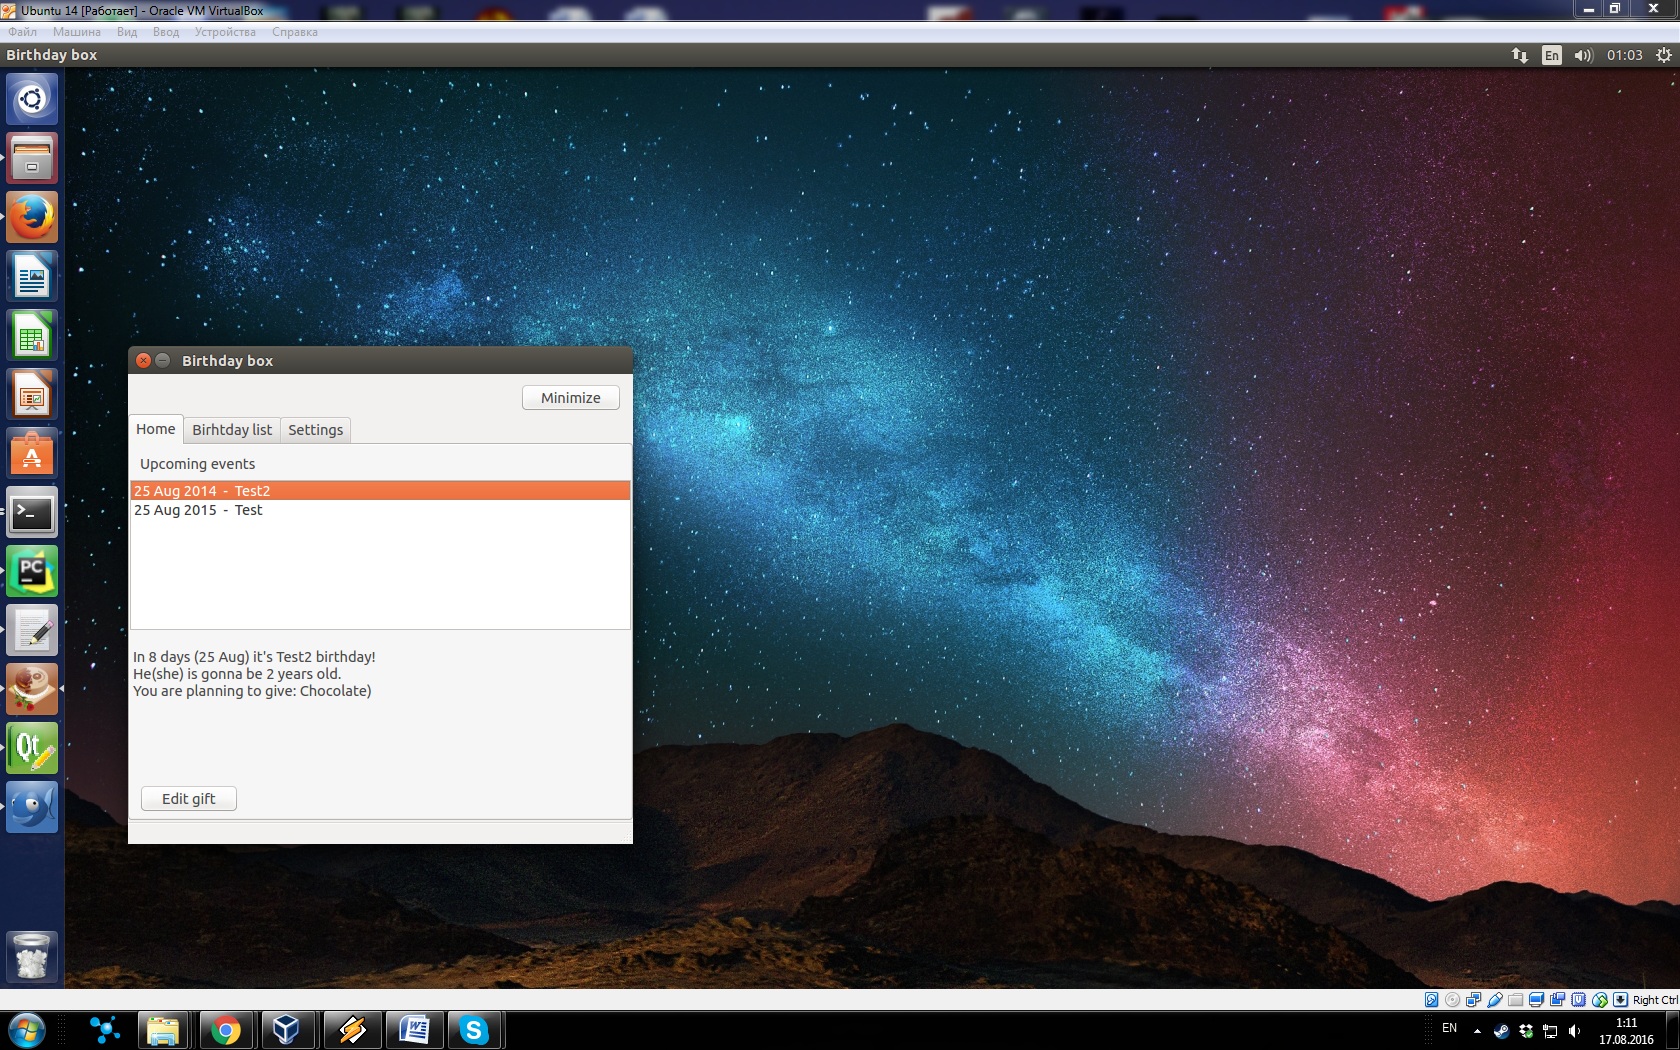 Ubuntu 14 [Работает] - Oracle VM VirtualBox
Файл Машина Вид Ввод Устройства Справка
Birthday box
En 01:03
Birthday box
Minimize
Home Birhtday list Settings
Upcoming events
25 Aug 2014 - Test2
25 Aug 2015 - Test
In 8 days (25 Aug) it's Test2 birthday!
He(she) is gonna be 2 years old.
You are planning to give: Chocolate)
Edit gift
PC
Qt
Right Ctrl
EN
1:11
17.08.2016